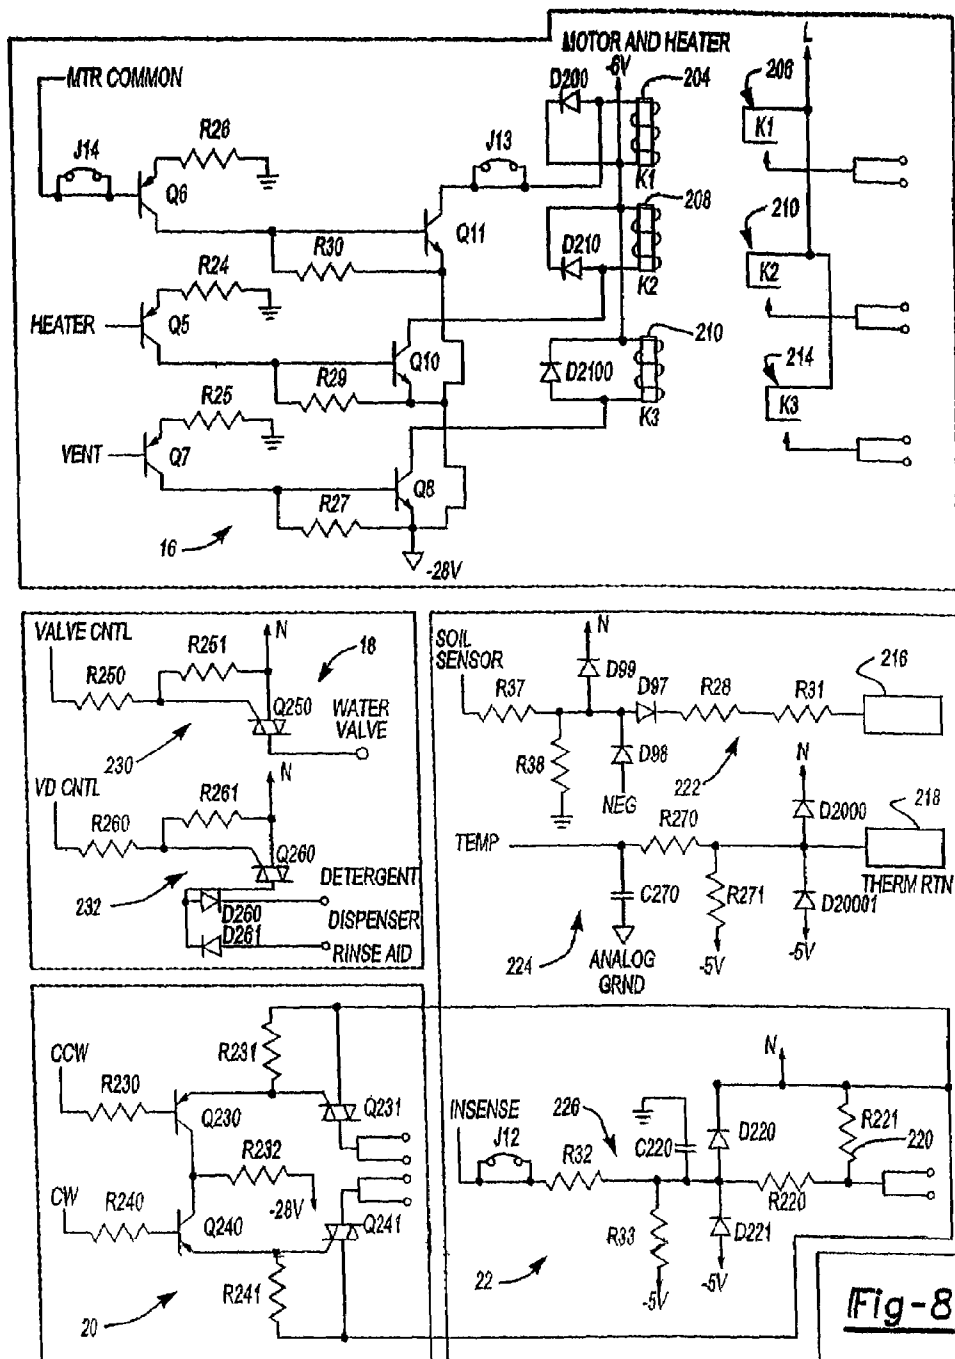 MOTOR AND HEATER
L
MTR COMMON
-6V
D200
204
206
R26
J14
J13
K1
Q6
K1
208
210
Q11
R30
D210
R24
K2
K2
HEATER
Q5
210
Q10
D2100
214
R29
R25
K3
K3
VENT
Q7
Q8
R27
16
-28V
VALVE CNTL
N
R251
18
R250
Q250
WATER
VALVE
230
N
VD CNTL
R261
R260
Q260
DETERGENT
232
D260
DISPENSER
D261
RINSE AID
SOIL
SENSOR
N
D99
216
R37
D97
R28
R31
N
R38
D98
222
NEG
218
R270
D2000
TEMP
THERM RTN
C270
R271
D20001
224
ANALOG
GRND
-5V
-5V
CCW
R231
R230
Q230
Q231
R232
CW
R240
-28V
Q240
Q241
R241
20
N
INSENSE
226
R221
J12
C220
D220
220
R32
R220
R33
D221
22
-5V
-5V
Fig-8